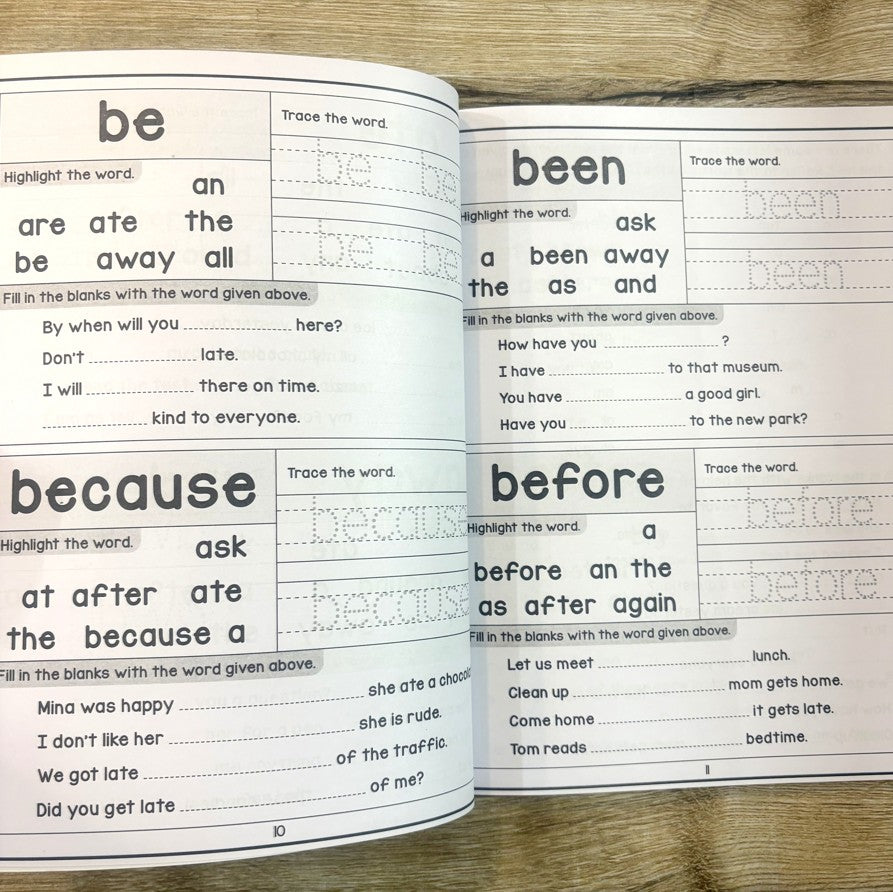 be
Trace the word.
be be
be be
Highlight the word.
an
are ate the
be away all
Fill in the blanks with the word given above.
By when will you here?
Don't late.
I will there on time.
kind to everyone.
because
Trace the word.
because
because
Highlight the word.
ask
at after ate
the because a
Fill in the blanks with the word given above.
Mina was happy she ate a
I don't like her she is rude.
We got late of the traffic.
Did you get late of me?
10
been
Trace the word.
been
been
Highlight the word.
ask
a been away
the as and
Fill in the blanks with the word given above.
How have you ?
I have to that museum.
You have a good girl.
Have you to the new park?
before
Trace the word.
before
before
Highlight the word.
a
before an the
as after again
Fill in the blanks with the word given above.
Let us meet lunch.
Clean up mom gets home.
Come home it gets late.
Tom reads bedtime.
11